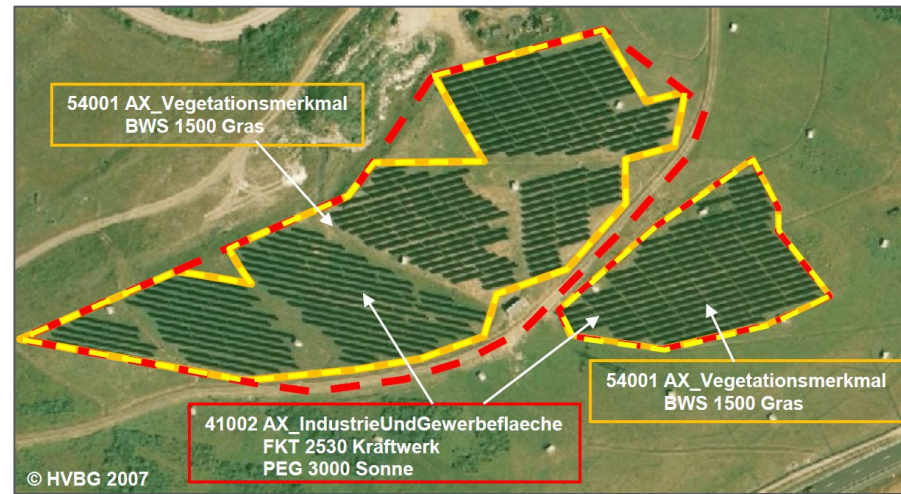 54001 AX_Vegetationsmerkmal
BWS 1500 Gras
54001 AX_Vegetationsmerkmal
BWS 1500 Gras
41002 AX_IndustrieUndGewerbeflaeche
FKT 2530 Kraftwerk
PEG 3000 Sonne
© HVBG 2007